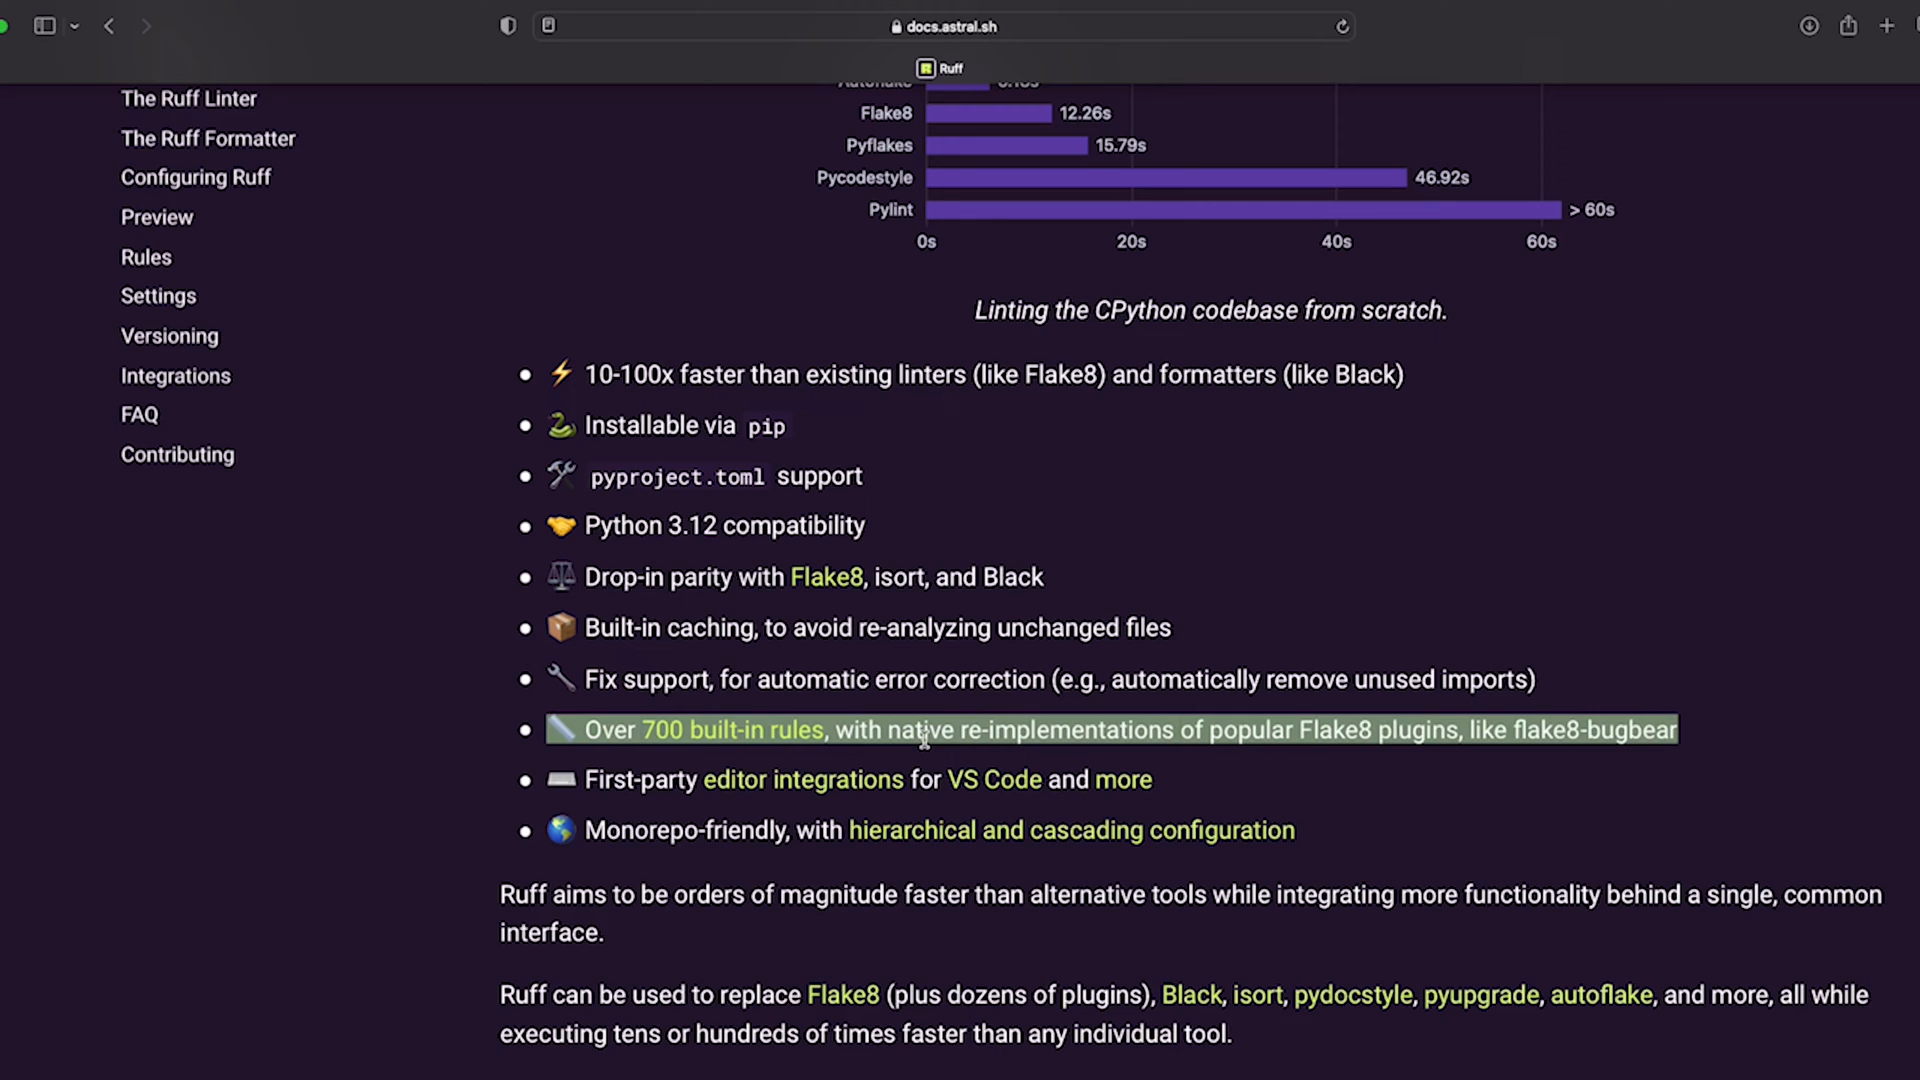 docs.astral.sh
Ruff
The Ruff Linter
The Ruff Formatter
Configuring Ruff
Preview
Rules
Settings
Versioning
Integrations
FAQ
Contributing
Flake8 12.26s
Pyflakes 15.79s
Pycodestyle 46.92s
Pylint > 60s
0s 20s 40s 60s
Linting the CPython codebase from scratch.
10-100x faster than existing linters (like Flake8) and formatters (like Black)
Installable via pip
pyproject.toml support
Python 3.12 compatibility
Drop-in parity with Flake8, isort, and Black
Built-in caching, to avoid re-analyzing unchanged files
Fix support, for automatic error correction (e.g., automatically remove unused imports)
Over 700 built-in rules, with native re-implementations of popular Flake8 plugins, like flake8-bugbear
First-party editor integrations for VS Code and more
Monorepo-friendly, with hierarchical and cascading configuration
Ruff aims to be orders of magnitude faster than alternative tools while integrating more functionality behind a single, common
interface.
Ruff can be used to replace Flake8 (plus dozens of plugins), Black, isort, pydocstyle, pyupgrade, autoflake, and more, all while
executing tens or hundreds of times faster than any individual tool.